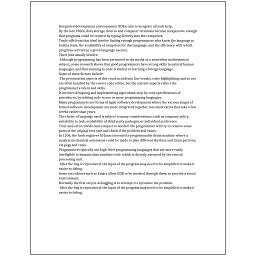 Integrated development environments (IDEs) aim to integrate all such help.
By the late 1960s, data storage devices and computer terminals became inexpensive enough
that programs could be created by typing directly into the computers.
Trade-offs from this ideal involve finding enough programmers who know the language to
build a team, the availability of compilers for that language, and the efficiency with which
programs written in a given language execute.
There jobs usually involve
Although programming has been presented in the media as a somewhat mathematical
subject, some research shows that good programmers have strong skills in natural human
languages, and that learning to code is similar to learning a foreign language.
Some of these factors include:
The presentation aspects of this (such as indents, line breaks, color highlighting, and so on)
are often handled by the source code editor, but the content aspects reflect the
programmer's talent and skills.
It involves designing and implementing algorithms, step-by-step specifications of
procedures, by writing code in one or more programming languages.
Many programmers use forms of Agile software development where the various stages of
formal software development are more integrated together into short cycles that take a few
weeks rather than years.
The choice of language used is subject to many considerations, such as company policy,
suitability to task, availability of third-party packages, or individual preference.
Trial-and-error/divide-and-conquer is needed: the programmer will try to remove some
parts of the original test case and check if the problem still exists.
In 1206, the Arab engineer Al-Jazari invented a programmable drum machine where a
musical mechanical automaton could be made to play different rhythms and drum patterns,
via pegs and cams.
Programmers typically use high-level programming languages that are more easily
intelligible to humans than machine code, which is directly executed by the central
processing unit.
After the bug is reproduced, the input of the program may need to be simplified to make it
easier to debug.
Some text editors such as Emacs allow GDB to be invoked through them, to provide a visual
environment.
Normally the first step in debugging is to attempt to reproduce the problem.
After the bug is reproduced, the input of the program may need to be simplified to make it
easier to debug.